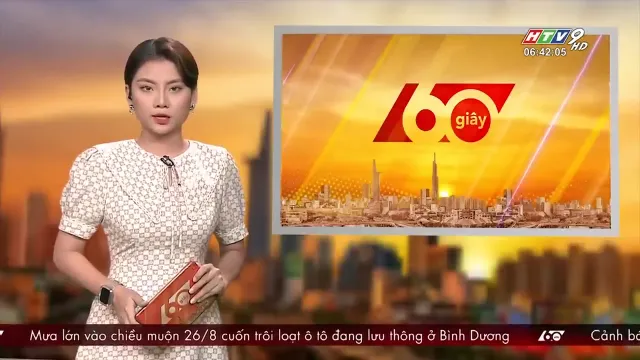 HTV9 HD
06:42:05
60 giây
60
Mưa lớn vào chiều muộn 26/8 cuốn trôi loạt ô tô đang lưu thông ở Bình Dương 60 Cảnh bá